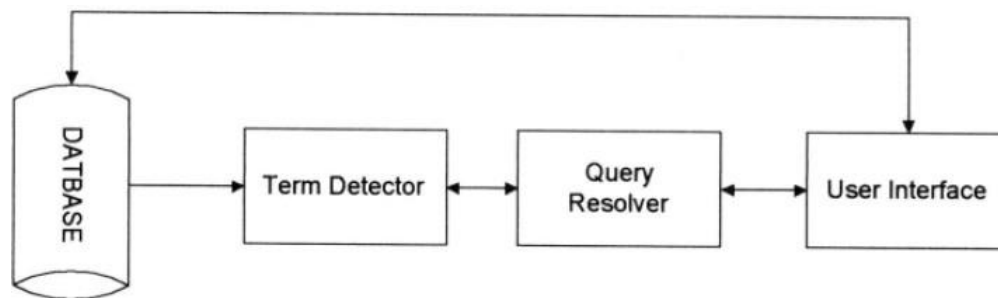 DATBASE
Term Detector
Query
Resolver
User Interface